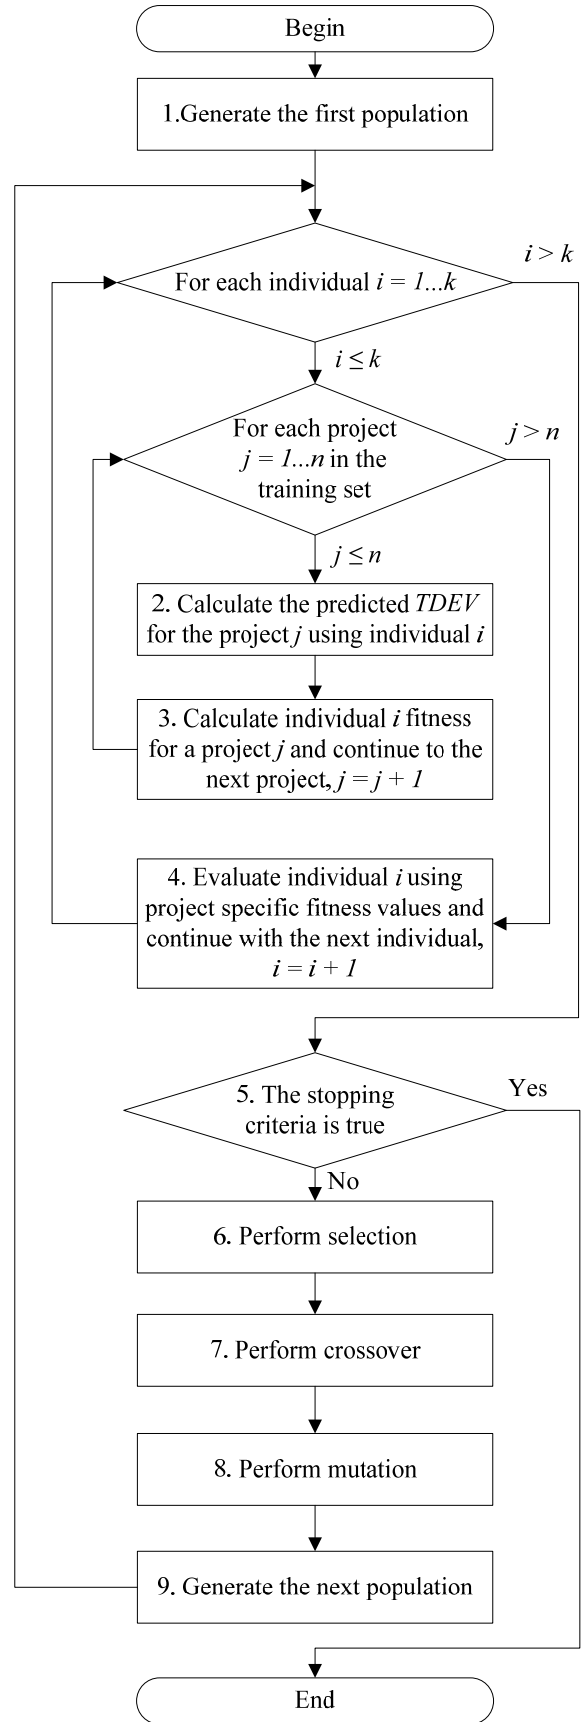 Begin
1.Generate the first population
i > k
For each individual i = 1...k
i ≤ k
For each project
j = 1...n in the
training set
j > n
j ≤ n
2. Calculate the predicted TDEV
for the project j using individual i
3. Calculate individual i fitness
for a project j and continue to the
next project, j = j + 1
4. Evaluate individual i using
project specific fitness values and
continue with the next individual,
i = i + 1
5. The stopping
criteria is true
Yes
No
6. Perform selection
7. Perform crossover
8. Perform mutation
9. Generate the next population
End